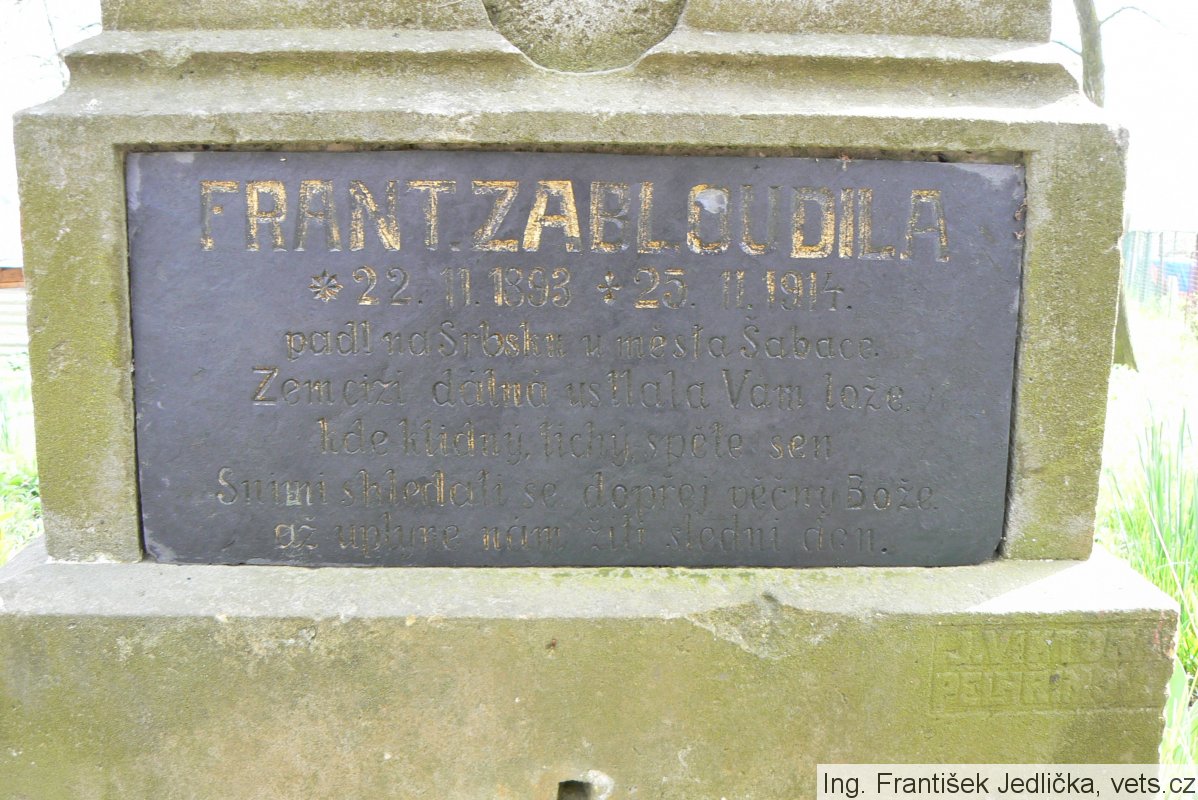 FRANT. ZABLOUDILA
* 22. 11. 1893 + 25. 11. 1914.
padl na Srbsku u města Šabace.
Zem cizí dálná ustlala Vám lože,
kde klidný, tichý, spěte sen
Snimi shledati se dopřej věčný Bože.
až uplyne nám žití slední den.
Ing. František Jedlička, vets.cz